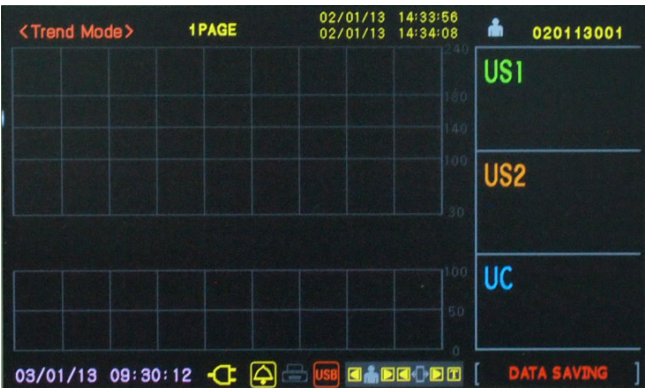 <Trend Mode> 1PAGE 02/01/13 14:33:56
02/01/13 14:34:08
020113001
240
180
140
100
30
US1
US2
100
50
0
UC
03/01/13 09:30:12 USB T [ DATA SAVING ]